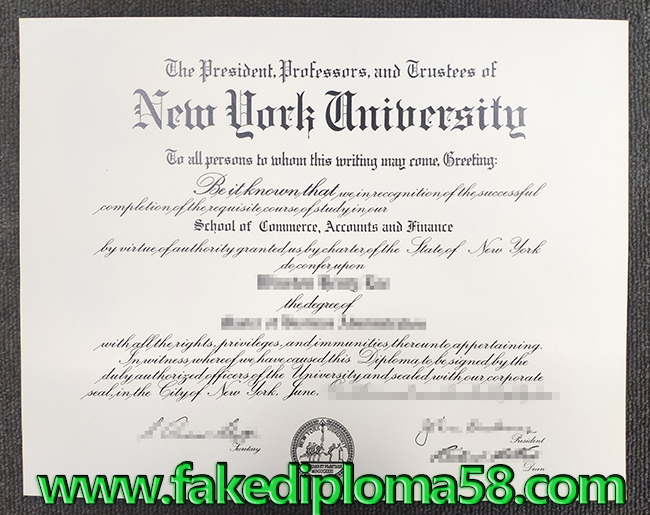 The President, Professors, and Trustees of
New York University
To all persons to whom this writing may come, Greeting:
Be it known that we, in recognition of the successful
completion of the requisite course of study in our
School of Commerce, Accounts and Finance
by virtue of authority granted us by charter of the State of New York
do confer upon
the degree of
with all the rights, privileges, and immunities thereunto appertaining.
In witness whereof we have caused this Diploma to be signed by the
duly authorized officers of the University and sealed with our corporate
seal, in the City of New York, June,
Secretary
President
Dean
www.fakediploma58.com